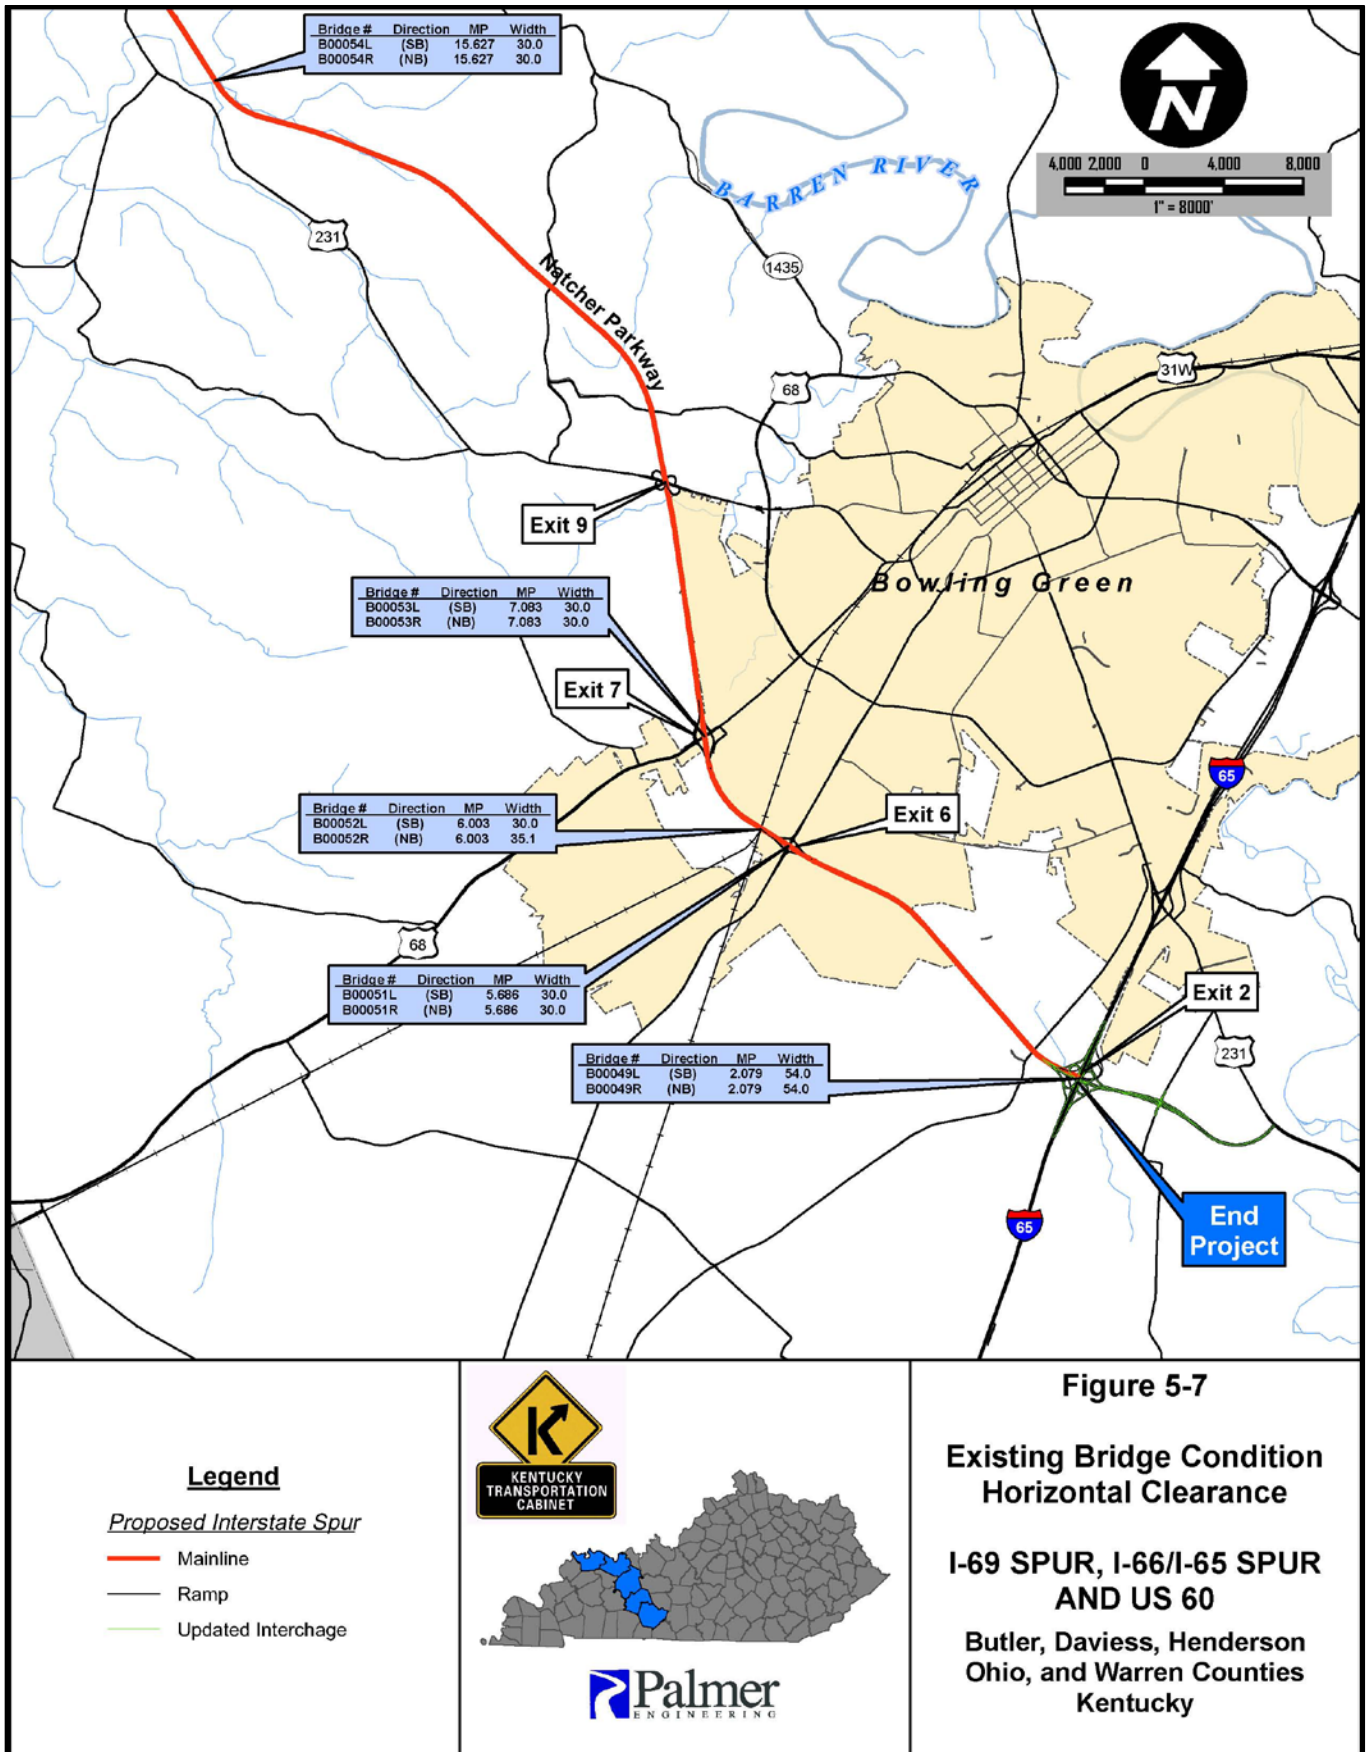 Bridge # Direction MP Width
B00054L (SB) 15.627 30.0
B00054R (NB) 15.627 30.0
N
4,000 2,000 0 4,000 8,000
1" = 8000'
BARREN RIVER
231
1435
Natcher Parkway
31W
68
Exit 9
Bowling Green
Bridge # Direction MP Width
B00053L (SB) 7.083 30.0
B00053R (NB) 7.083 30.0
Exit 7
65
Bridge # Direction MP Width
B00052L (SB) 6.003 30.0
B00052R (NB) 6.003 35.1
Exit 6
68
Bridge # Direction MP Width
B00051L (SB) 5.686 30.0
B00051R (NB) 5.686 30.0
Exit 2
231
Bridge # Direction MP Width
B00049L (SB) 2.079 54.0
B00049R (NB) 2.079 54.0
65
End
Project
Legend
Proposed Interstate Spur
Mainline
Ramp
Updated Interchage
K
KENTUCKY
TRANSPORTATION
CABINET
Palmer
ENGINEERING
Figure 5-7
Existing Bridge Condition
Horizontal Clearance
I-69 SPUR, I-66/I-65 SPUR
AND US 60
Butler, Daviess, Henderson
Ohio, and Warren Counties
Kentucky